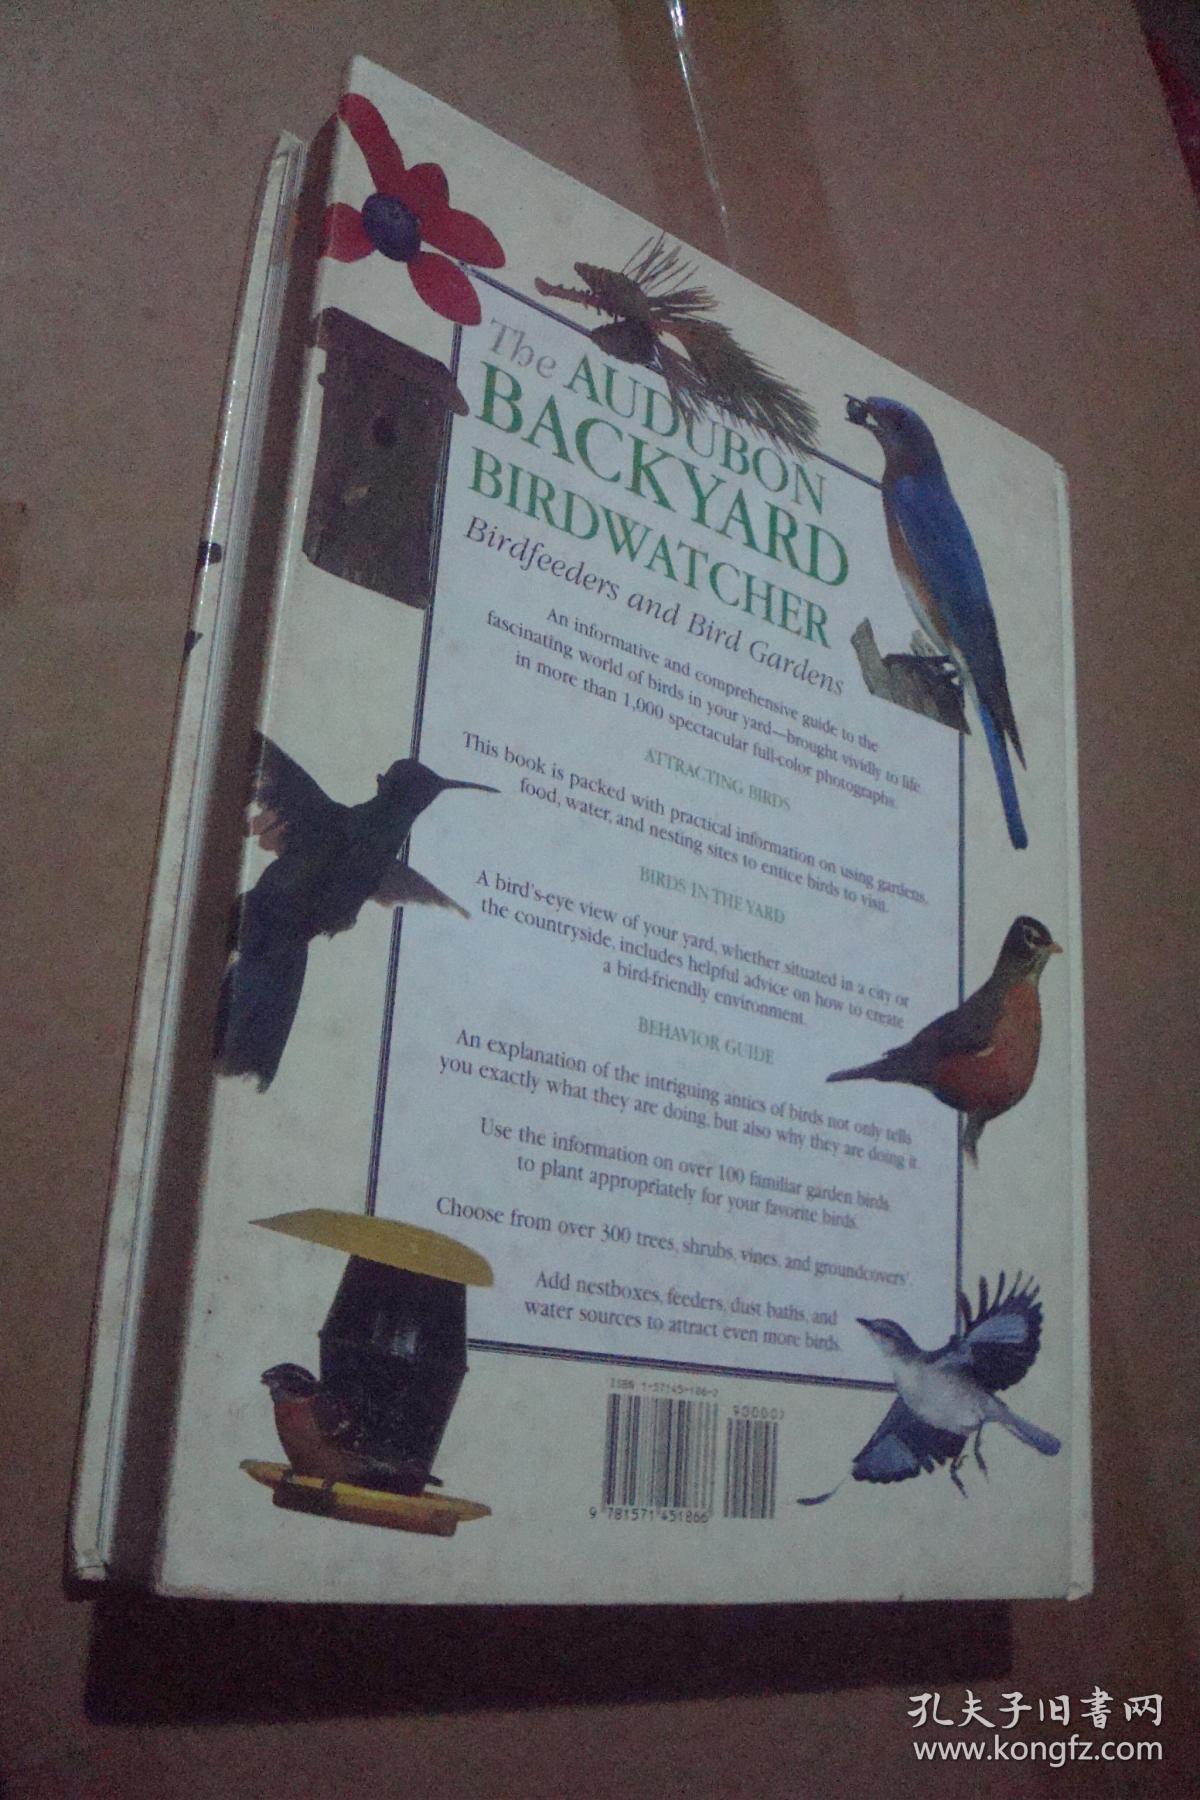 The AUDUBON
BACKYARD
BIRDWATCHER
Birdfeeders and Bird Gardens
An informative and comprehensive guide to the
fascinating world of birds in your yard—brought vividly to life
in more than 1,000 spectacular full-color photographs.
ATTRACTING BIRDS
This book is packed with practical information on using gardens,
food, water, and nesting sites to entice birds to visit.
BIRDS IN THE YARD
A bird's-eye view of your yard, whether situated in a city or
the countryside, includes helpful advice on how to create
a bird-friendly environment.
BEHAVIOR GUIDE
An explanation of the intriguing antics of birds not only tells
you exactly what they are doing, but also why they are doing it.
Use the information on over 100 familiar garden birds
to plant appropriately for your favorite birds.
Choose from over 300 trees, shrubs, vines, and groundcovers.
Add nestboxes, feeders, dust baths, and
water sources to attract even more birds.
ISBN 1-57145-186-2
90000
9 781571 451866
孔夫子旧书网
www.kongfz.com